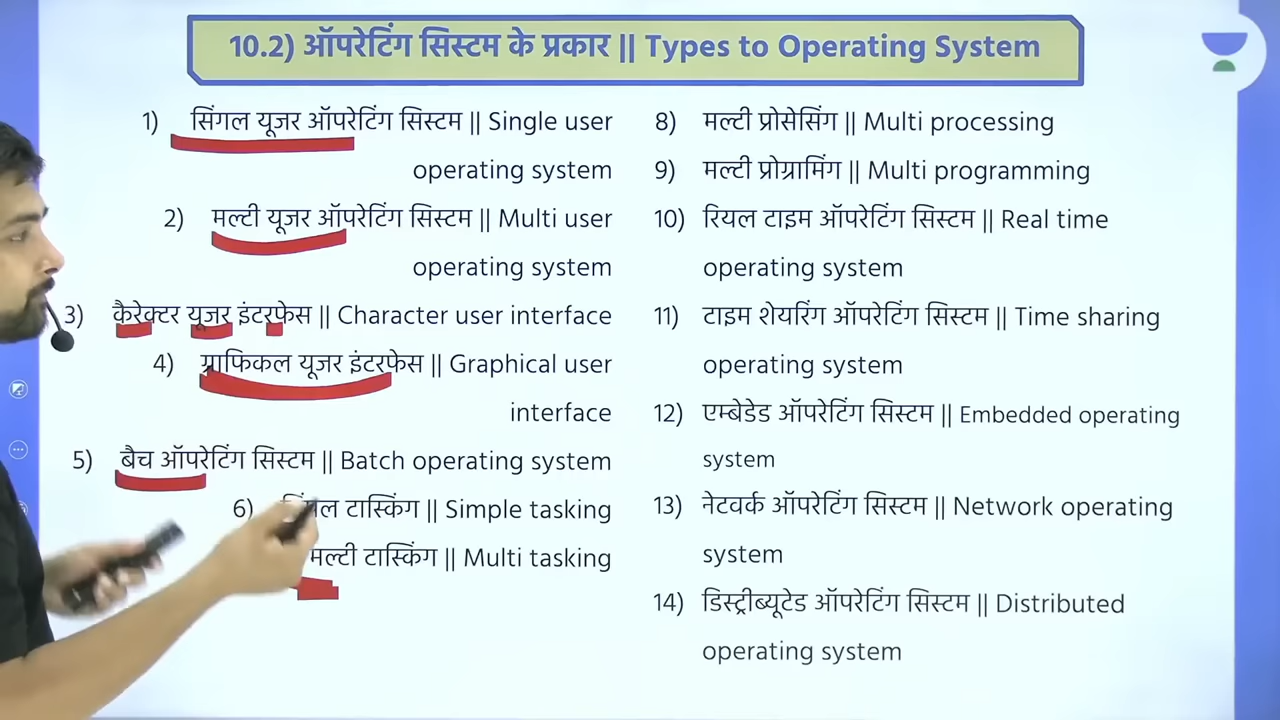 10.2) ऑपरेटिंग सिस्टम के प्रकार || Types to Operating System
1) सिंगल यूजर ऑपरेटिंग सिस्टम || Single user
operating system
2) मल्टी यूजर ऑपरेटिंग सिस्टम || Multi user
operating system
3) कैरेक्टर यूजर इंटरफेस || Character user interface
4) ग्राफिकल यूजर इंटरफेस || Graphical user
interface
5) बैच ऑपरेटिंग सिस्टम || Batch operating system
6) टास्किंग || Simple tasking
मल्टी टास्किंग || Multi tasking
8) मल्टी प्रोसेसिंग || Multi processing
9) मल्टी प्रोग्रामिंग || Multi programming
10) रियल टाइम ऑपरेटिंग सिस्टम || Real time
operating system
11) टाइम शेयरिंग ऑपरेटिंग सिस्टम || Time sharing
operating system
12) एम्बेडेड ऑपरेटिंग सिस्टम || Embedded operating
system
13) नेटवर्क ऑपरेटिंग सिस्टम || Network operating
system
14) डिस्ट्रीब्यूटेड ऑपरेटिंग सिस्टम || Distributed
operating system